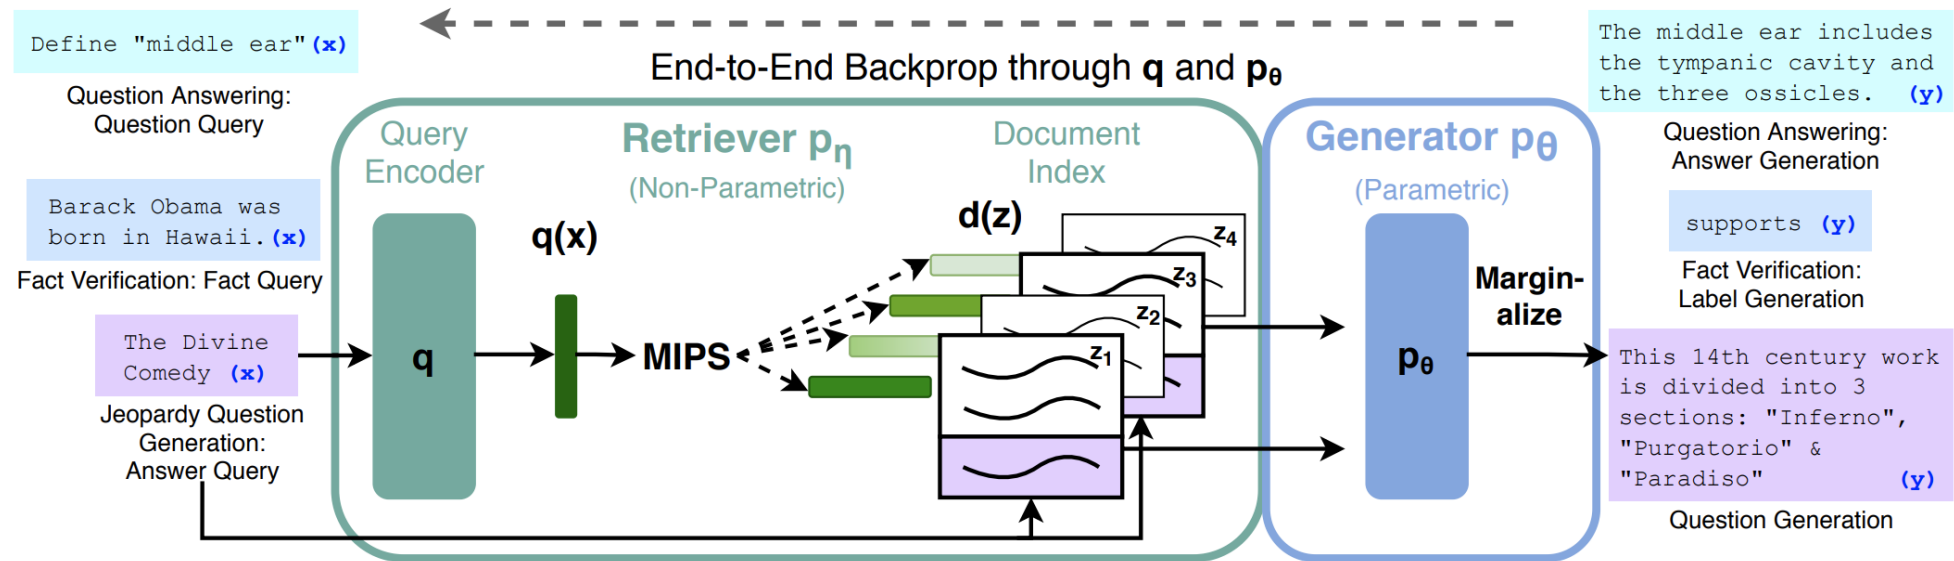 Define "middle ear"(x)
Question Answering:
Question Query
Barack Obama was
born in Hawaii.(x)
Fact Verification: Fact Query
The Divine
Comedy (x)
Jeopardy Question
Generation:
Answer Query
End-to-End Backprop through q and pθ
Query
Encoder
q
Retriever pη
(Non-Parametric)
q(x)
MIPS
Document
Index
d(z)
z4
z3
z2
z1
Generator pθ
(Parametric)
pθ
Margin-
alize
The middle ear includes
the tympanic cavity and
the three ossicles. (y)
Question Answering:
Answer Generation
supports (y)
Fact Verification:
Label Generation
This 14th century work
is divided into 3
sections: "Inferno",
"Purgatorio" &
"Paradiso" (y)
Question Generation